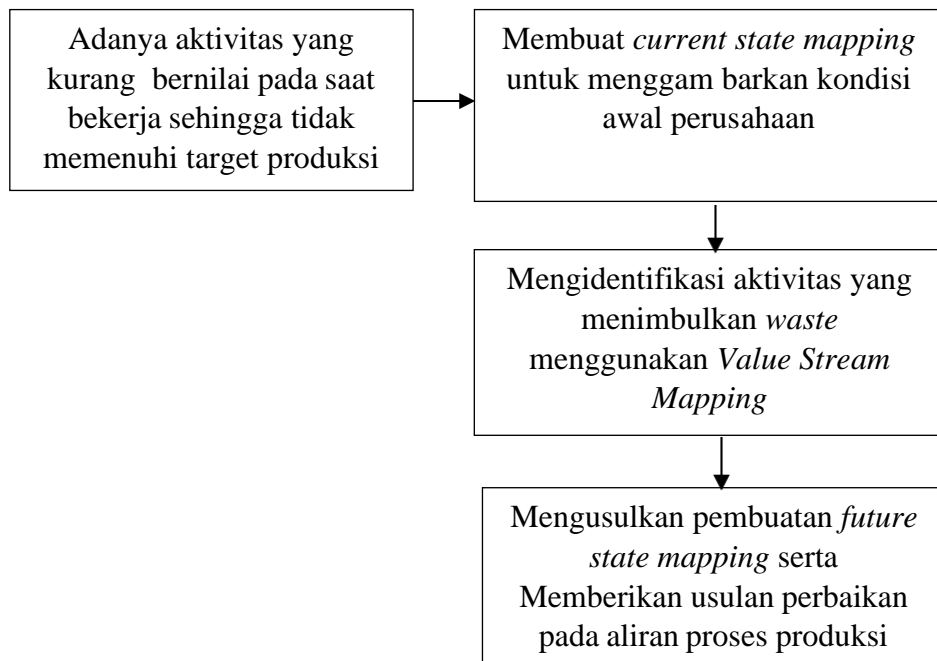 Adanya aktivitas yang
kurang  bernilai pada saat
bekerja sehingga tidak
memenuhi target produksi
Membuat current state mapping
untuk menggam barkan kondisi
awal perusahaan
Mengidentifikasi aktivitas yang
menimbulkan waste
menggunakan Value Stream
Mapping
Mengusulkan pembuatan future
state mapping serta
Memberikan usulan perbaikan
pada aliran proses produksi